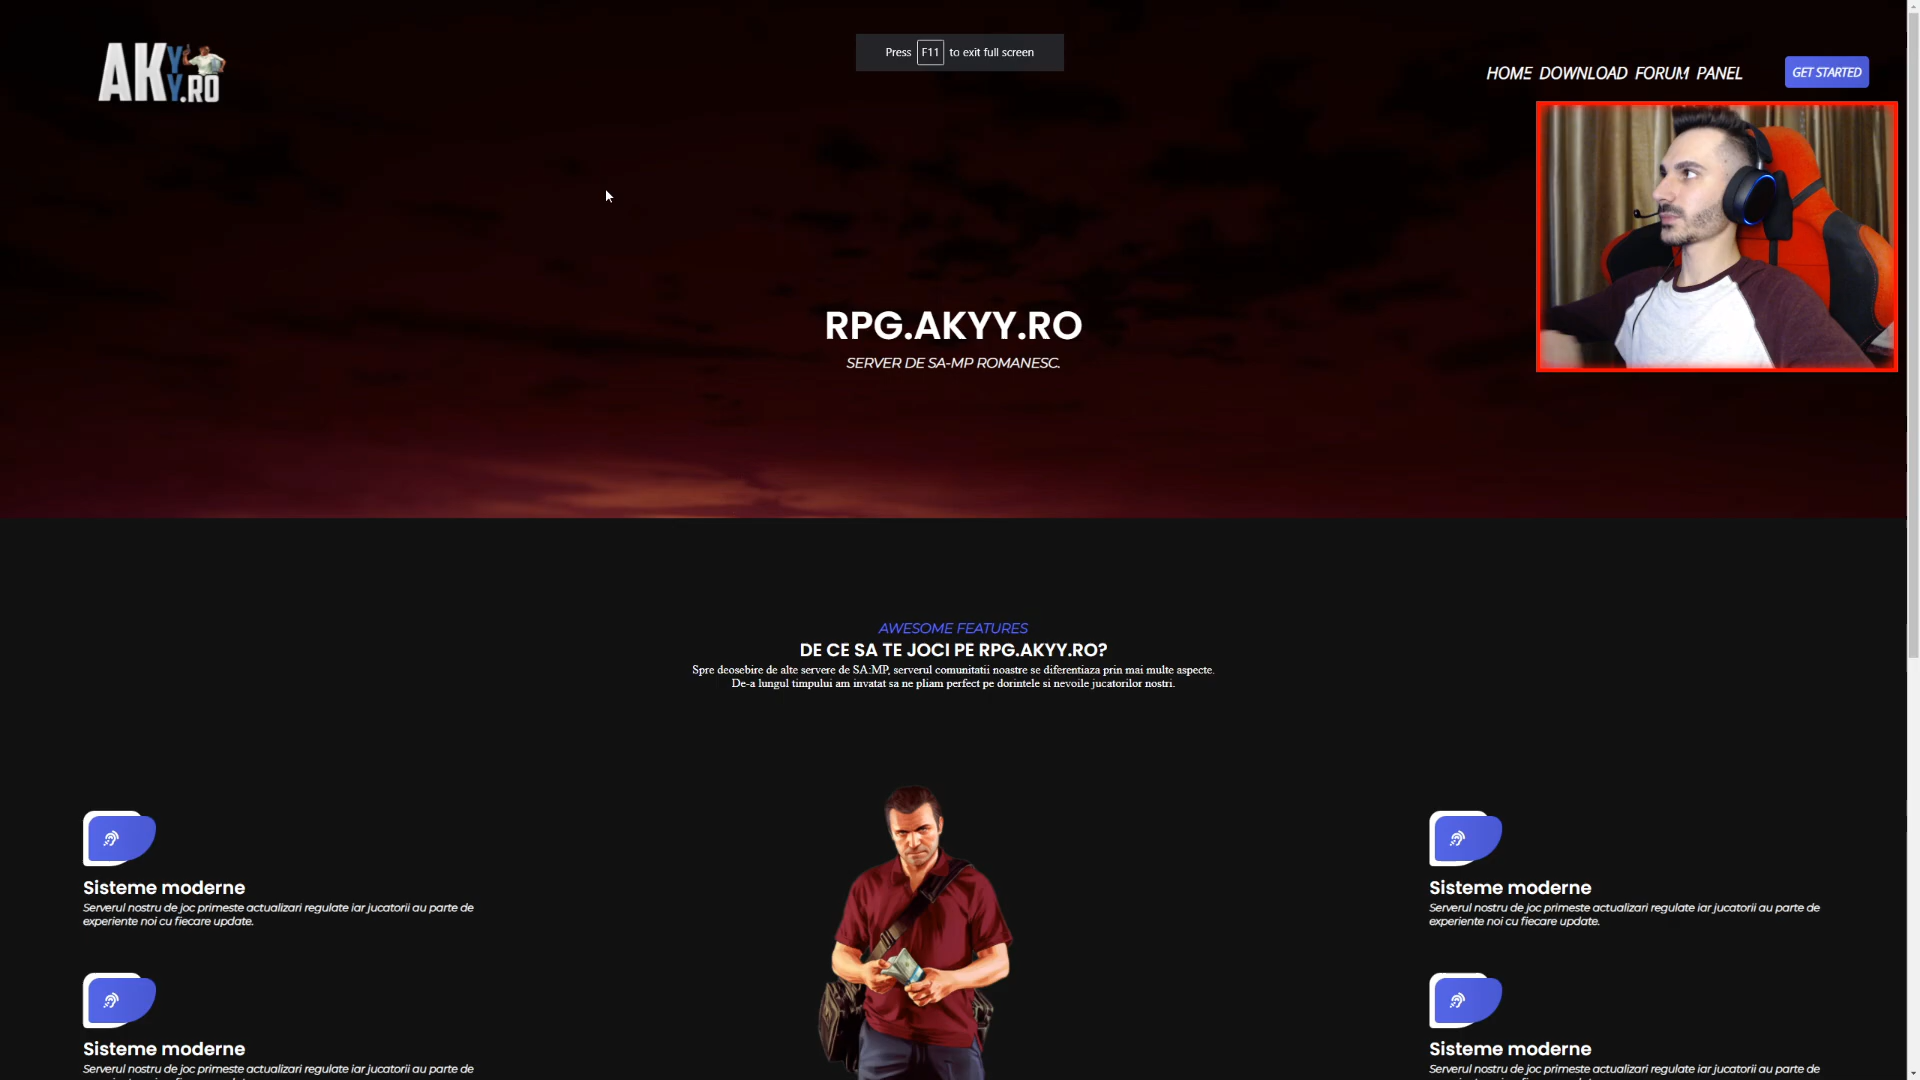 AKYY.RO
Press F11 to exit full screen
HOME DOWNLOAD FORUM PANEL
GET STARTED
RPG.AKYY.RO
SERVER DE SA-MP ROMANESC.
AWESOME FEATURES
DE CE SA TE JOCI PE RPG.AKYY.RO?
Spre deosebire de alte servere de SA:MP, serverul comunitatii noastre se diferentiaza prin mai multe aspecte.
De-a lungul timpului am invatat sa ne pliam perfect pe dorintele si nevoile jucatorilor nostri.
Sisteme moderne
Serverul nostru de joc primeste actualizari regulate iar jucatorii au parte de
experiente noi cu fiecare update.
Sisteme moderne
Serverul nostru de joc primeste actualizari regulate iar jucatorii au parte de
experiente noi cu fiecare update.
Sisteme moderne
Serverul nostru de joc primeste actualizari regulate iar jucatorii au parte de
Sisteme moderne
Serverul nostru de joc primeste actualizari regulate iar jucatorii au parte de